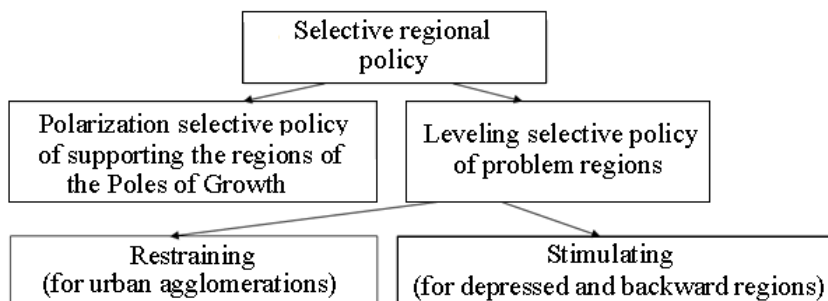 Selective regional
policy
Polarization selective policy
of supporting the regions of
the Poles of Growth
Leveling selective policy
of problem regions
Restraining
(for urban agglomerations)
Stimulating
(for depressed and backward regions)